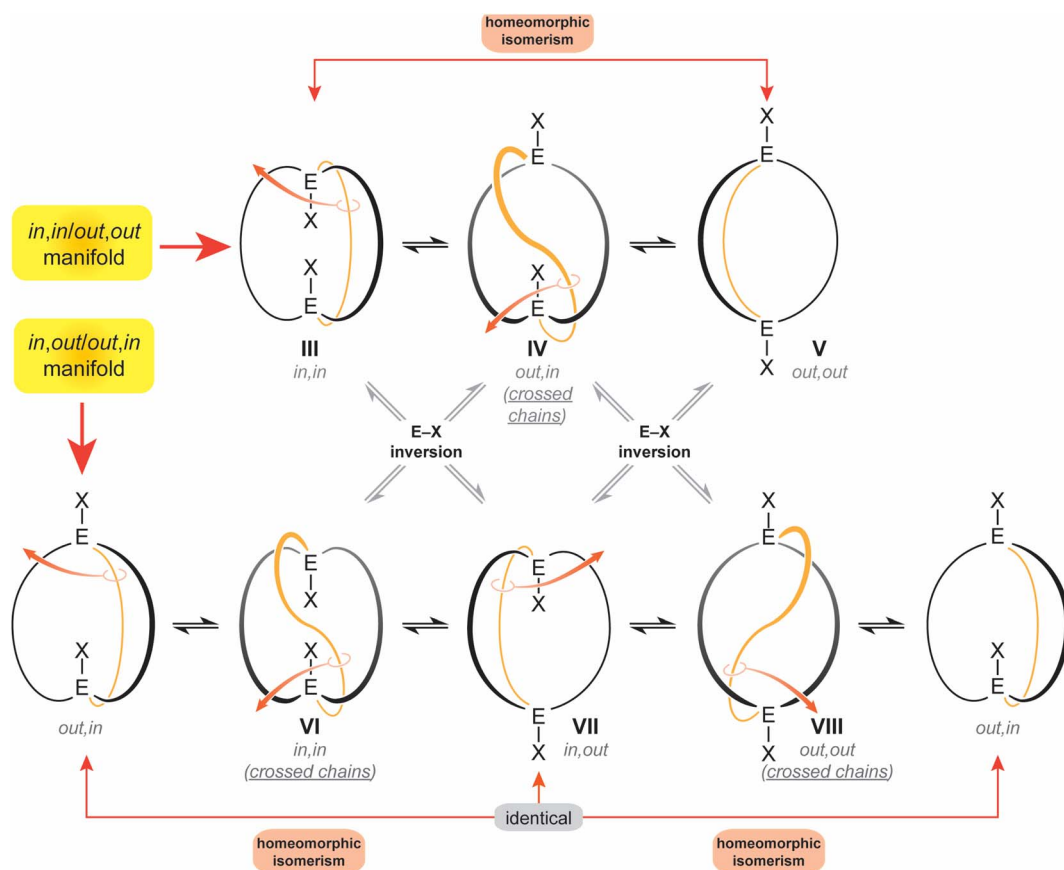 homeomorphic
isomerism
in,in/out,out
manifold
in,out/out,in
manifold
E
X
X
E
III
in,in
X
E
X
E
IV
out,in
(crossed
chains)
X
E
E
X
V
out,out
E–X
inversion
E–X
inversion
X
E
X
E
out,in
E
X
X
E
VI
in,in
(crossed chains)
E
X
E
X
VII
in,out
X
E
E
X
VIII
out,out
(crossed chains)
X
E
X
E
out,in
identical
homeomorphic
isomerism
homeomorphic
isomerism